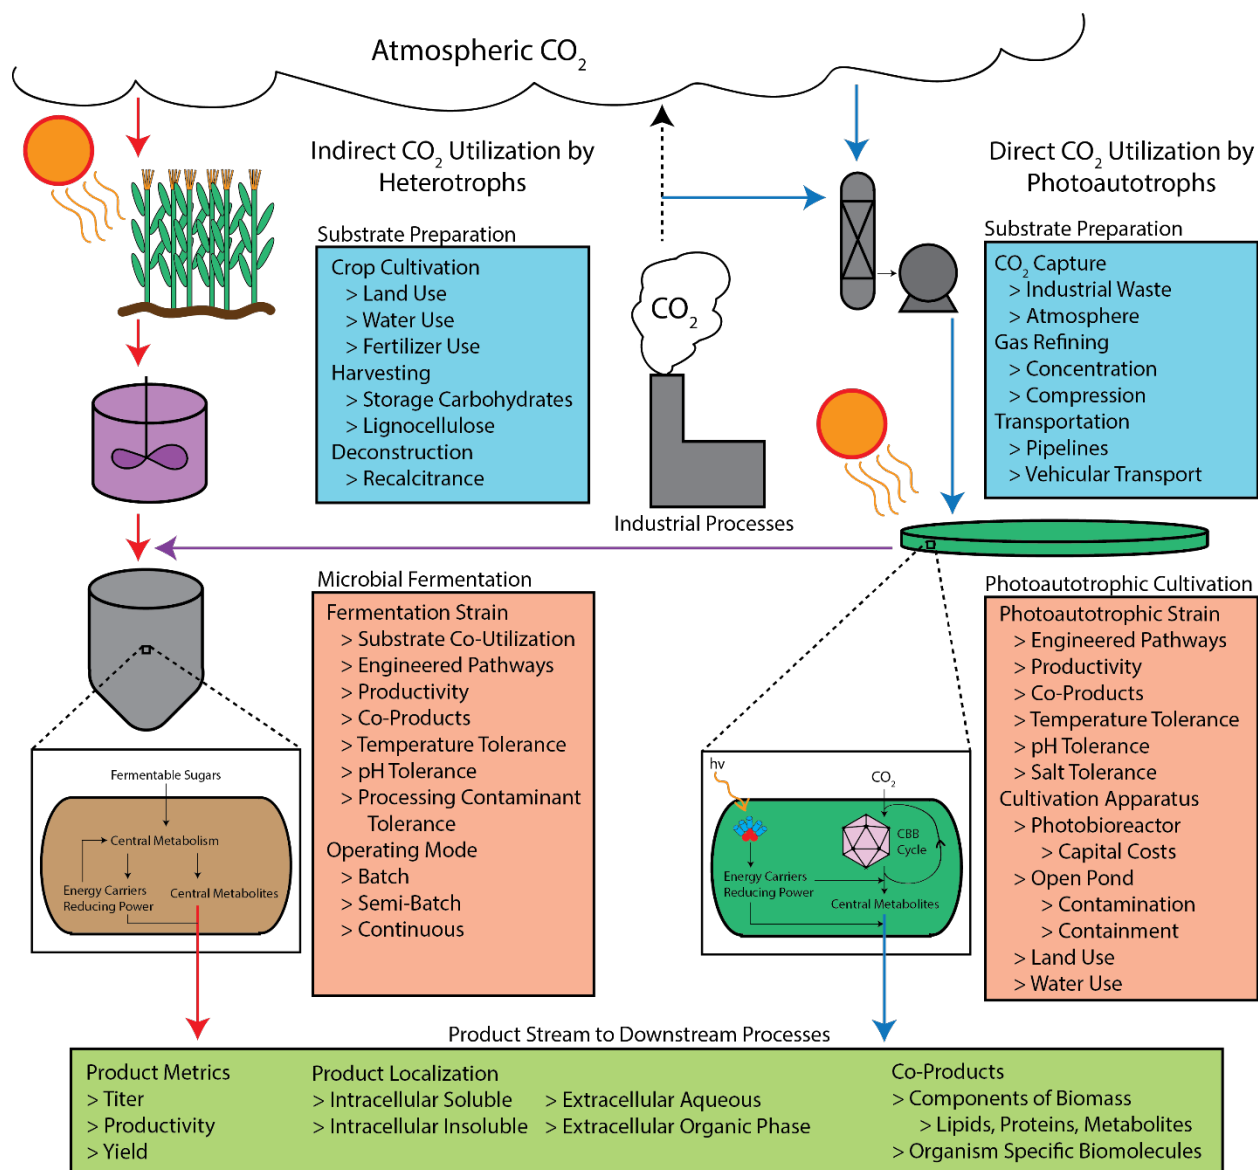 Atmospheric CO₂
Indirect CO₂ Utilization by
Heterotrophs
Direct CO₂ Utilization by
Photoautotrophs
Substrate Preparation
Crop Cultivation
> Land Use
> Water Use
> Fertilizer Use
Harvesting
> Storage Carbohydrates
> Lignocellulose
Deconstruction
> Recalcitrance
CO₂
Industrial Processes
Substrate Preparation
CO₂ Capture
> Industrial Waste
> Atmosphere
Gas Refining
> Concentration
> Compression
Transportation
> Pipelines
> Vehicular Transport
Microbial Fermentation
Fermentation Strain
> Substrate Co-Utilization
> Engineered Pathways
> Productivity
> Co-Products
> Temperature Tolerance
> pH Tolerance
> Processing Contaminant
Tolerance
Operating Mode
> Batch
> Semi-Batch
> Continuous
Fermentable Sugars
Central Metabolism
Energy Carriers
Reducing Power
Central Metabolites
Photoautotrophic Cultivation
Photoautotrophic Strain
> Engineered Pathways
> Productivity
> Co-Products
> Temperature Tolerance
> pH Tolerance
> Salt Tolerance
Cultivation Apparatus
> Photobioreactor
> Capital Costs
> Open Pond
> Contamination
> Containment
> Land Use
> Water Use
hν
CO₂
CBB
Cycle
Energy Carriers
Reducing Power
Central Metabolites
Product Stream to Downstream Processes
Product Metrics
> Titer
> Productivity
> Yield
Product Localization
> Intracellular Soluble
> Intracellular Insoluble
> Extracellular Aqueous
> Extracellular Organic Phase
Co-Products
> Components of Biomass
> Lipids, Proteins, Metabolites
> Organism Specific Biomolecules